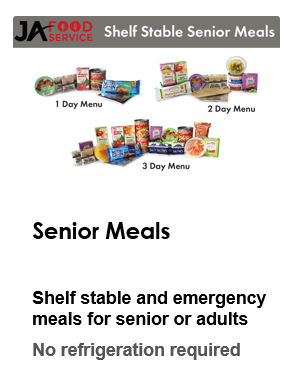 JA FOOD SERVICE Shelf Stable Senior Meals
1 Day Menu
2 Day Menu
3 Day Menu
Senior Meals
Shelf stable and emergency
meals for senior or adults
No refrigeration required